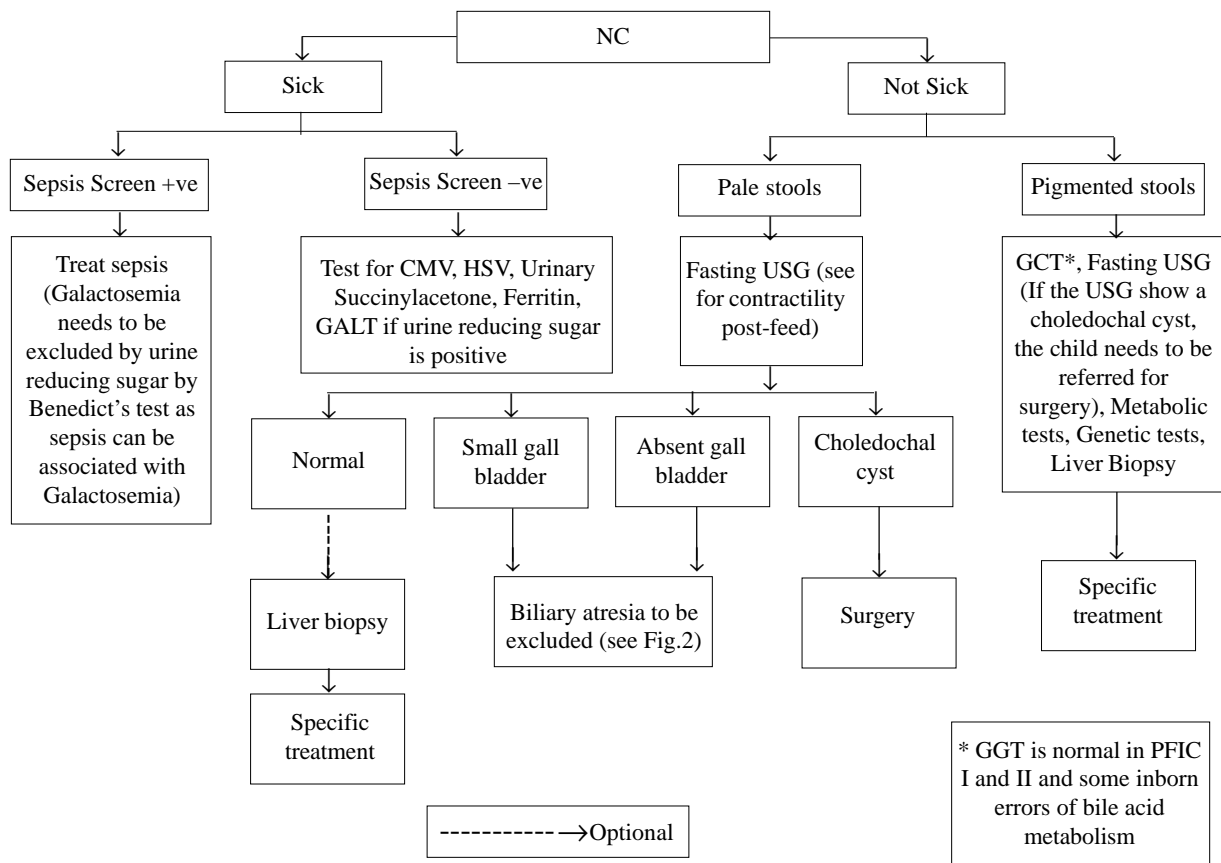 NC
Sick
Not Sick
Sepsis Screen +ve
Sepsis Screen –ve
Pale stools
Pigmented stools
Treat sepsis
(Galactosemia
needs to be
excluded by urine
reducing sugar by
Benedict’s test as
sepsis can be
associated with
Galactosemia)
Test for CMV, HSV, Urinary
Succinylacetone, Ferritin,
GALT if urine reducing sugar
is positive
Fasting USG (see
for contractility
post-feed)
GCT*, Fasting USG
(If the USG show a
choledochal cyst,
the child needs to be
referred for
surgery), Metabolic
tests, Genetic tests,
Liver Biopsy
Normal
Small gall
bladder
Absent gall
bladder
Choledochal
cyst
Liver biopsy
Biliary atresia to be
excluded (see Fig.2)
Surgery
Specific
treatment
Specific
treatment
* GGT is normal in PFIC
I and II and some inborn
errors of bile acid
metabolism
Optional